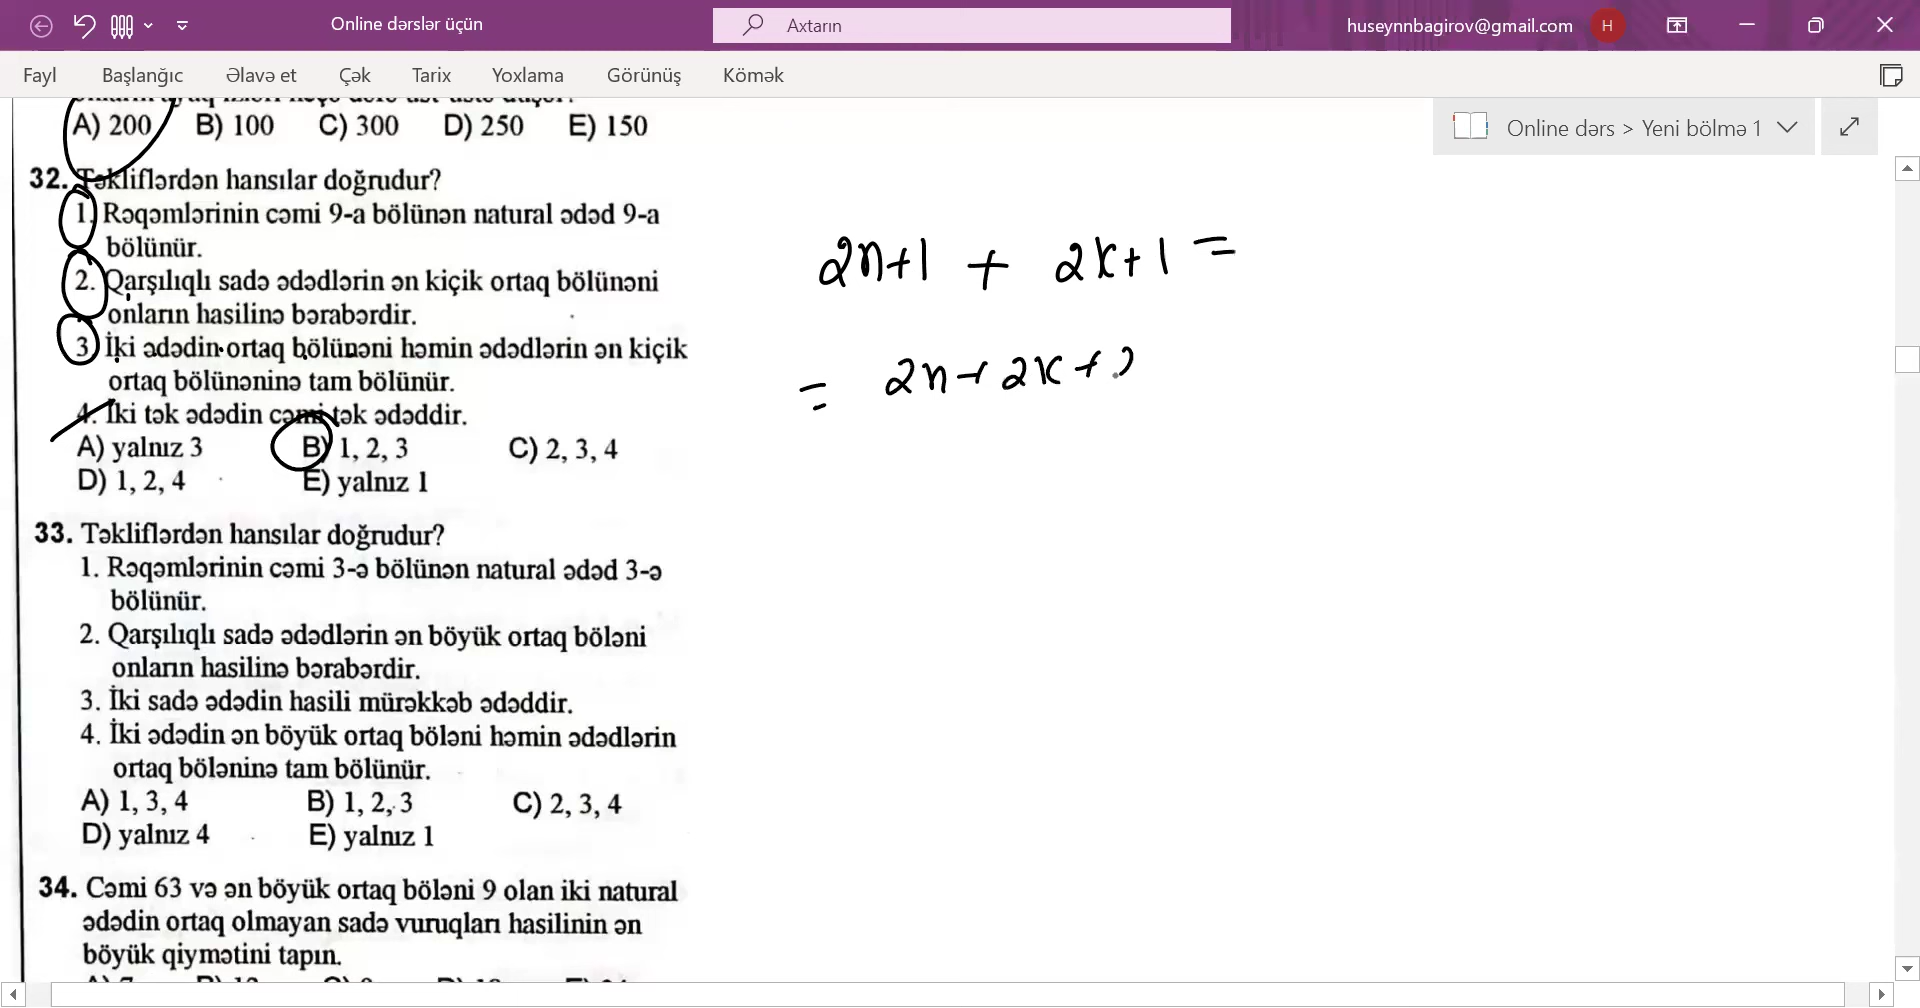 Online dərslər üçün
Axtarın
huseynnbagirov@gmail.com
H
Fayl Başlanğıc Əlavə et Çək Tarix Yoxlama Görünüş Kömək
Online dərs > Yeni bölmə 1
A) 200 B) 100 C) 300 D) 250 E) 150
32. Təkliflərdən hansılar doğrudur?
1. Rəqəmlərinin cəmi 9-a bölünən natural ədəd 9-a
bölünür.
2. Qarşılıqlı sadə ədədlərin ən kiçik ortaq bölünəni
onların hasilinə bərabərdir.
3. İki ədədin ortaq bölünəni həmin ədədlərin ən kiçik
ortaq bölünəninə tam bölünür.
4. İki tək ədədin cəmi tək ədəddir.
A) yalnız 3 B) 1, 2, 3 C) 2, 3, 4
D) 1, 2, 4 E) yalnız 1
33. Təkliflərdən hansılar doğrudur?
1. Rəqəmlərinin cəmi 3-ə bölünən natural ədəd 3-ə
bölünür.
2. Qarşılıqlı sadə ədədlərin ən böyük ortaq böləni
onların hasilinə bərabərdir.
3. İki sadə ədədin hasili mürəkkəb ədəddir.
4. İki ədədin ən böyük ortaq böləni həmin ədədlərin
ortaq böləninə tam bölünür.
A) 1, 3, 4 B) 1, 2, 3 C) 2, 3, 4
D) yalnız 4 E) yalnız 1
34. Cəmi 63 və ən böyük ortaq böləni 9 olan iki natural
ədədin ortaq olmayan sadə vuruqları hasilinin ən
böyük qiymətini tapın.
2n+1 + 2k+1 =
= 2n+2k+